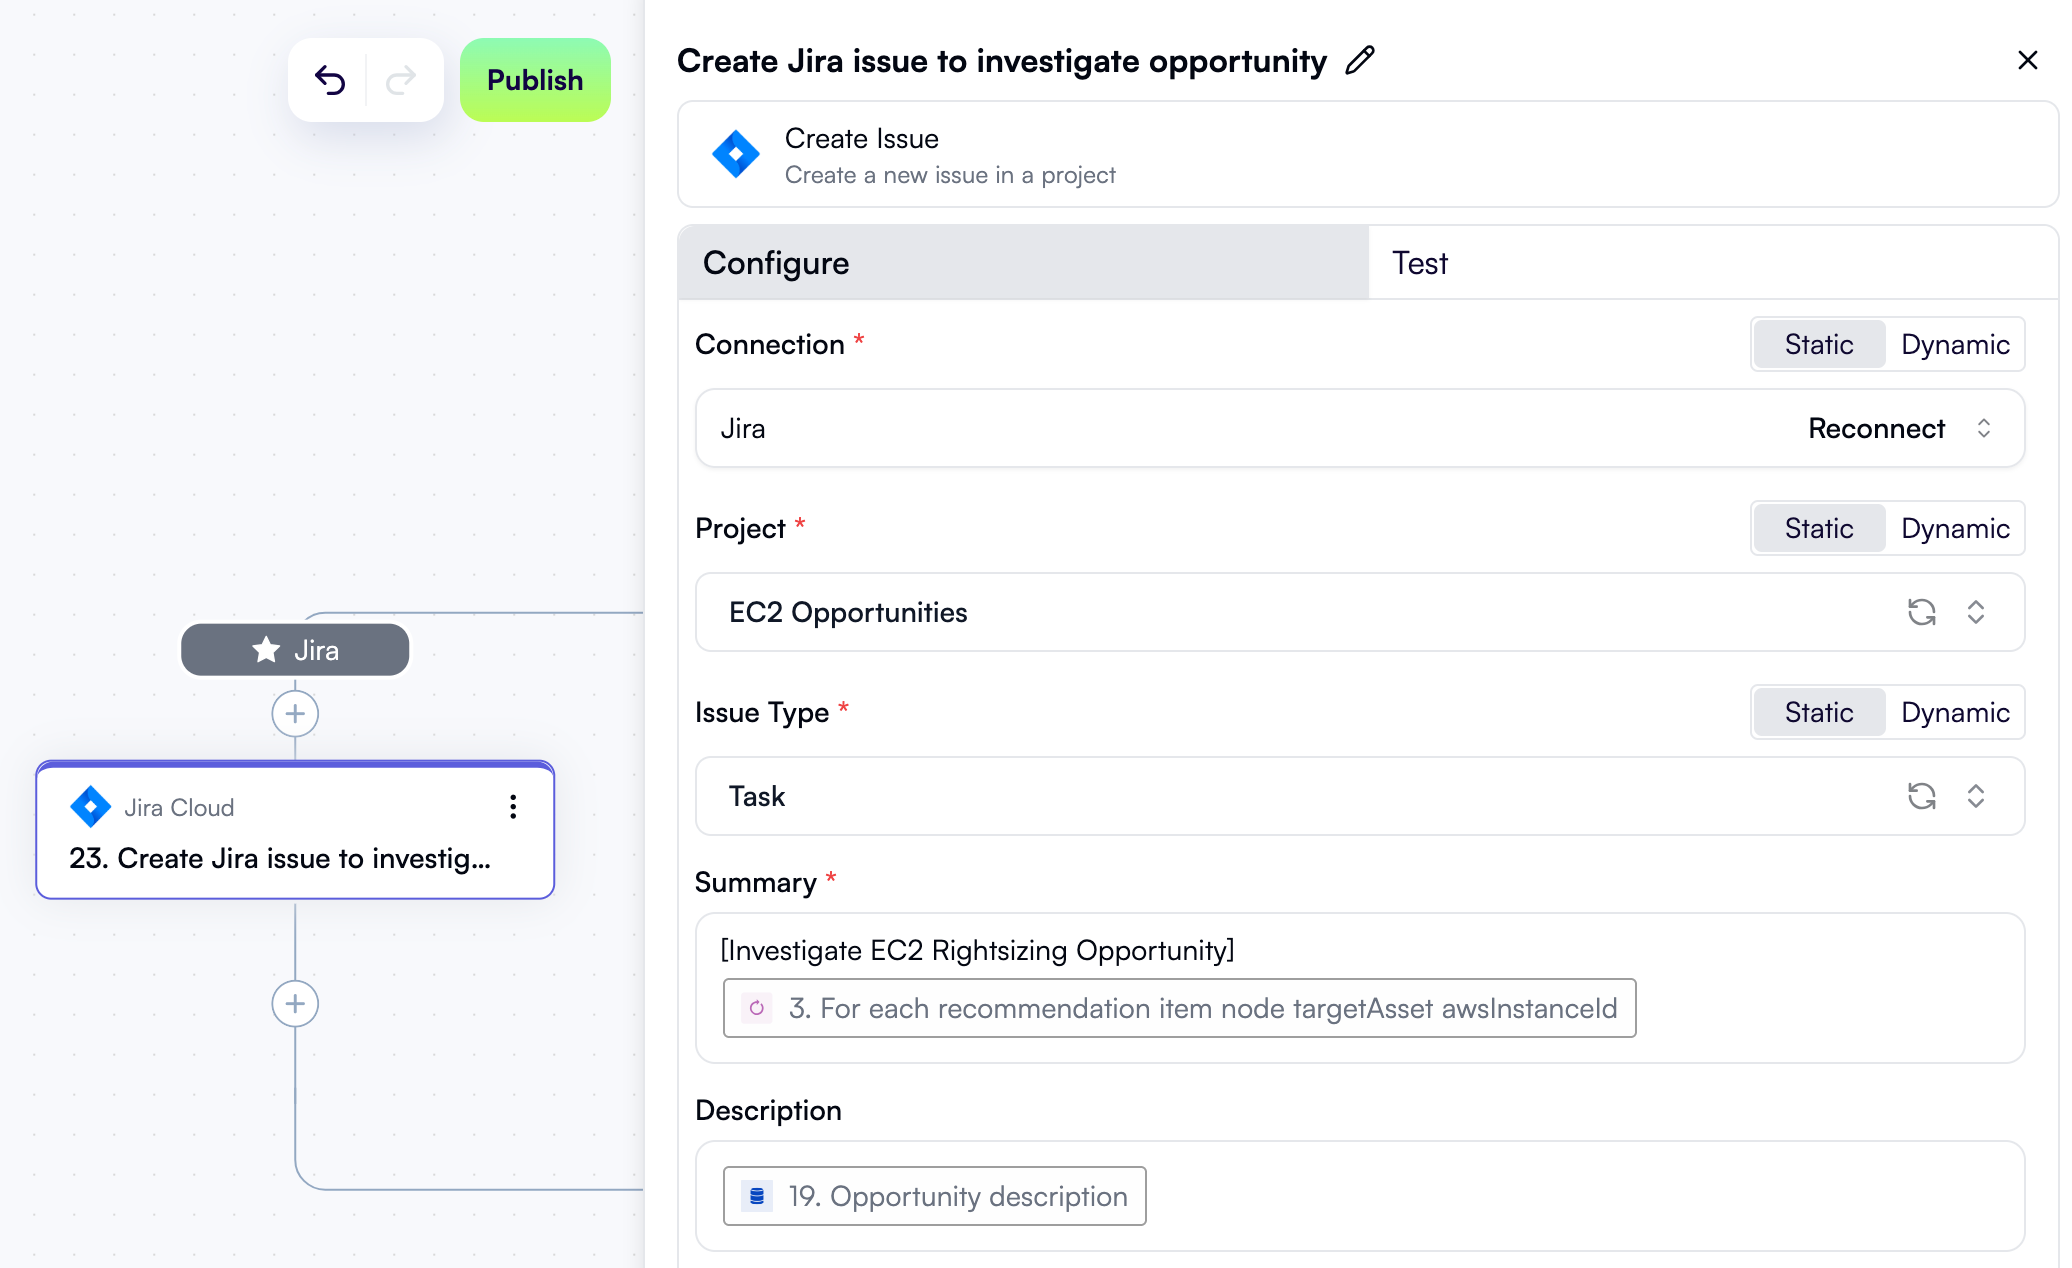 Publish
Jira
Jira Cloud
23. Create Jira issue to investig...
Create Jira issue to investigate opportunity
Create Issue
Create a new issue in a project
Configure
Test
Connection *
Static Dynamic
Jira
Reconnect
Project *
Static Dynamic
EC2 Opportunities
Issue Type *
Static Dynamic
Task
Summary *
[Investigate EC2 Rightsizing Opportunity]
3. For each recommendation item node targetAsset awsInstanceId
Description
19. Opportunity description